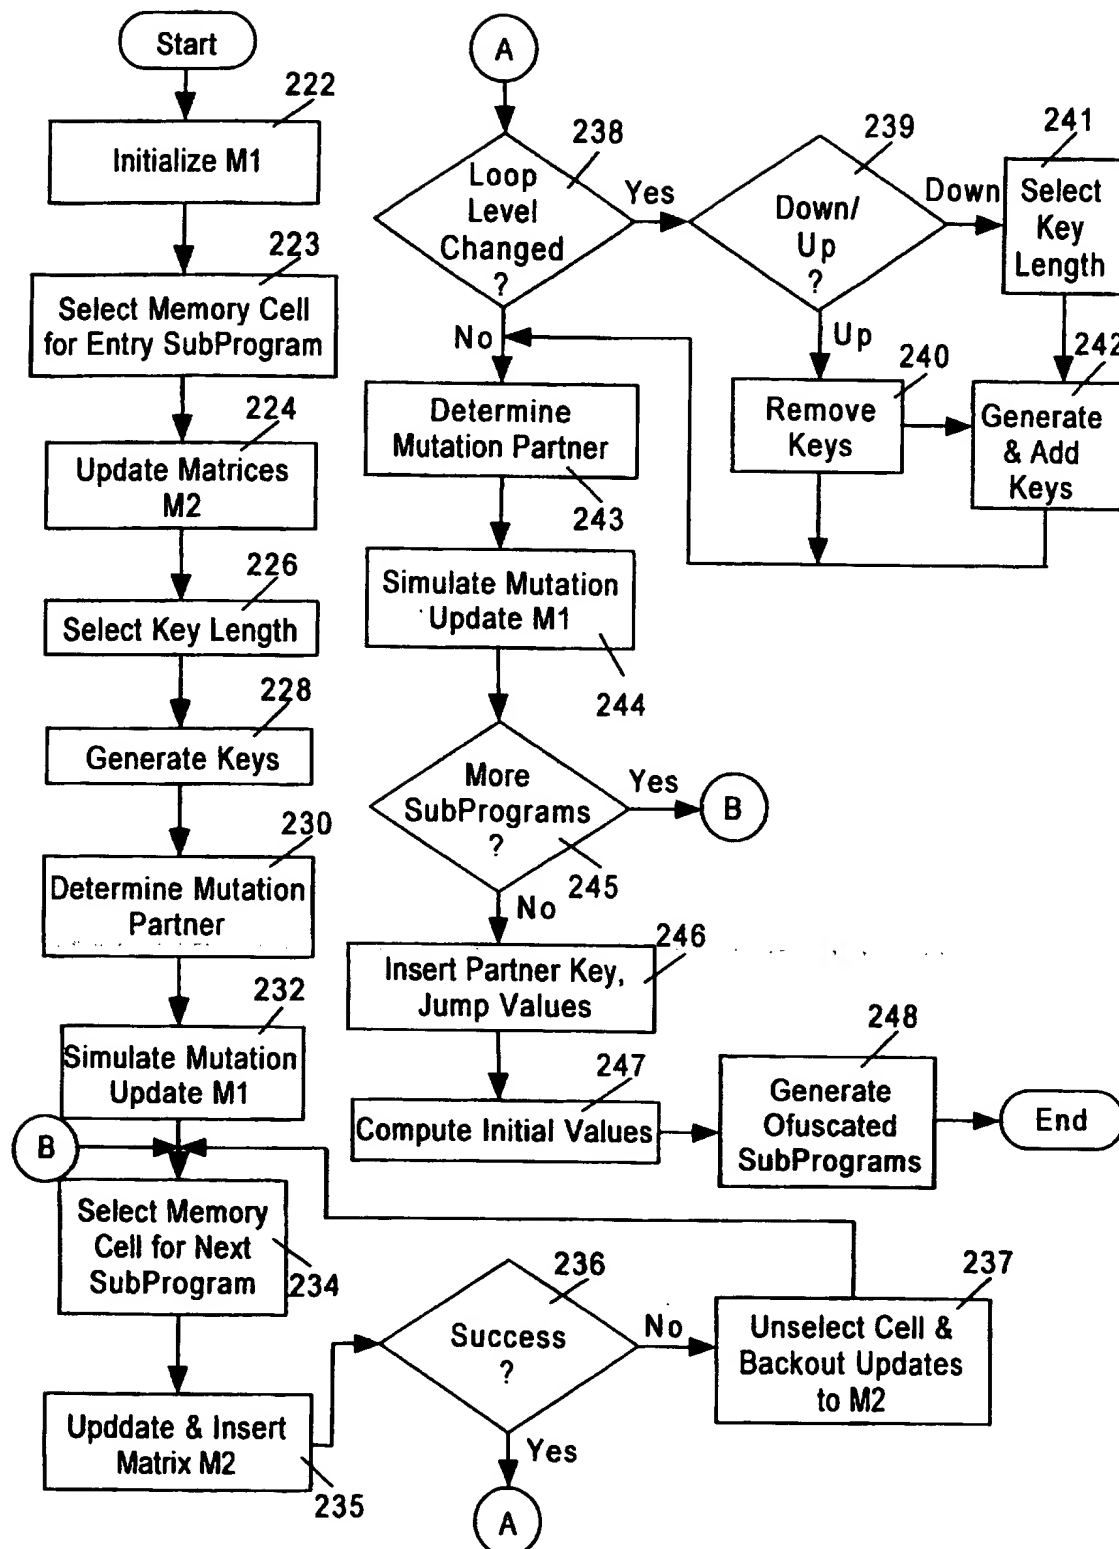 Start
222
Initialize M1
223
Select Memory Cell
for Entry SubProgram
224
Update Matrices
M2
226
Select Key Length
228
Generate Keys
230
Determine Mutation
Partner
232
Simulate Mutation
Update M1
B
Select Memory
Cell for Next
SubProgram
234
Upddate & Insert
Matrix M2
235
236
Success
?
No
Yes
A
237
Unselect Cell &
Backout Updates
to M2
A
238
Loop
Level
Changed
?
Yes
No
239
Down/
Up
?
Down
Up
241
Select
Key
Length
240
Remove
Keys
242
Generate
& Add
Keys
Determine
Mutation Partner
243
Simulate Mutation
Update M1
244
More
SubPrograms
?
Yes
B
245
No
246
Insert Partner Key,
Jump Values
247
Compute Initial Values
248
Generate
Ofuscated
SubPrograms
End